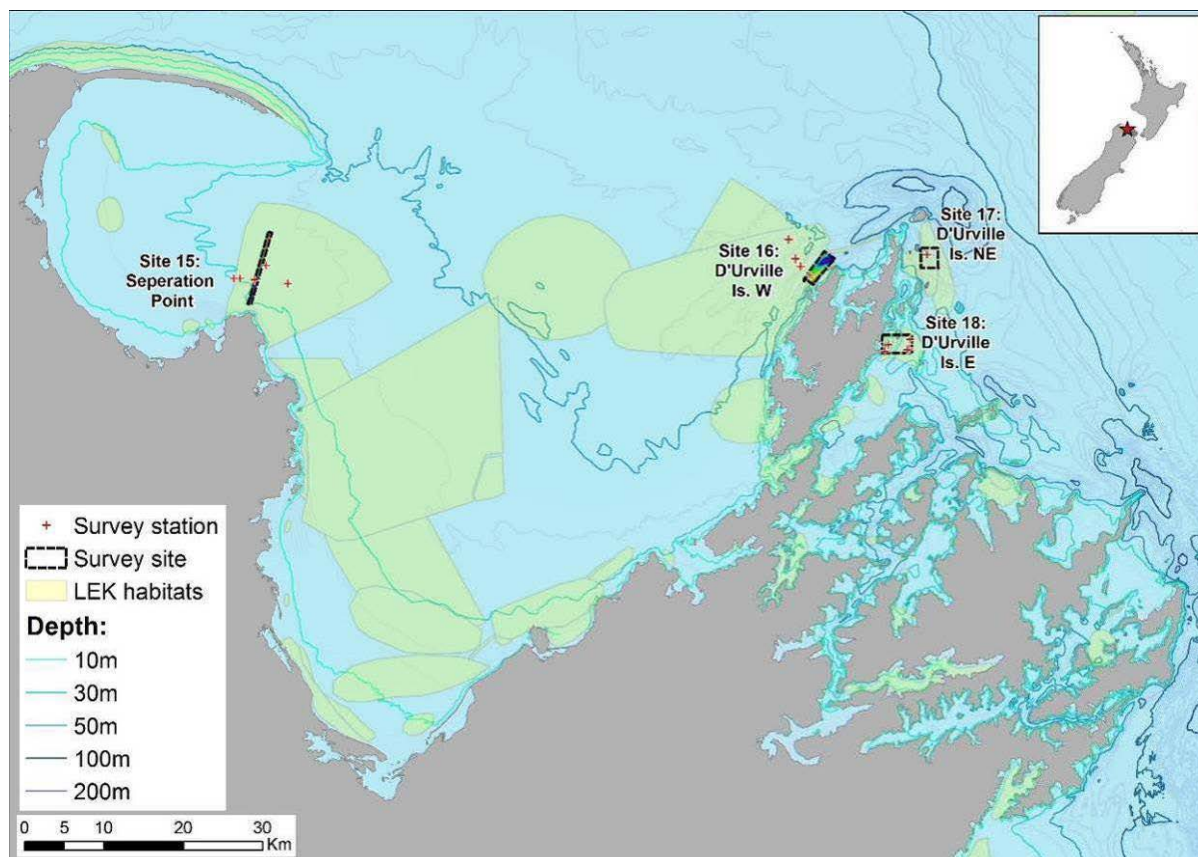 Site 15:
Seperation
Point
Site 16:
D'Urville
Is. W
Site 17:
D'Urville
Is. NE
Site 18:
D'Urville
Is. E
Survey station
Survey site
LEK habitats
Depth:
10m
30m
50m
100m
200m
0 5 10 20 30
Km